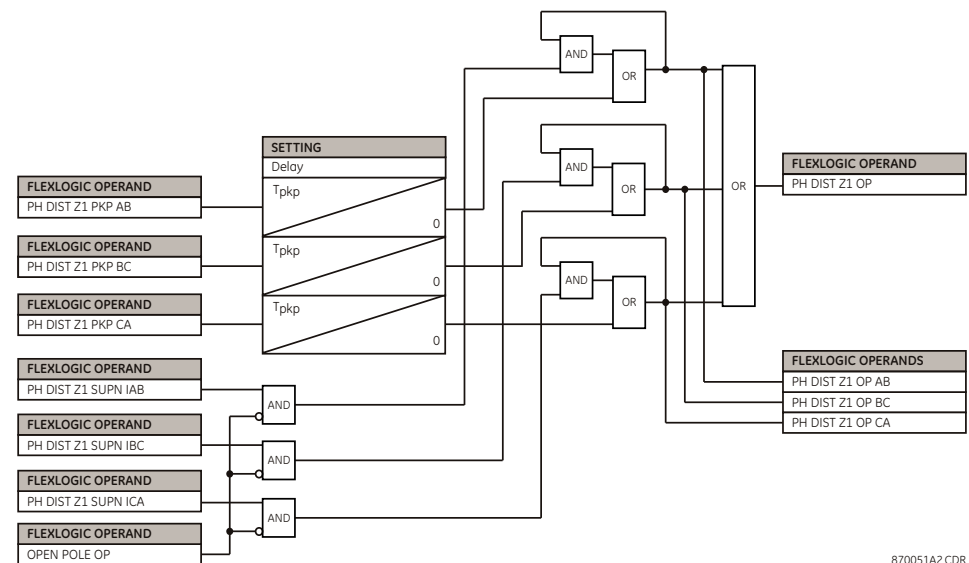 AND
OR
SETTING
Delay
AND
FLEXLOGIC OPERAND
PH DIST Z1 OP
FLEXLOGIC OPERAND
PH DIST Z1 PKP AB
Tpkp
0
OR
OR
FLEXLOGIC OPERAND
PH DIST Z1 PKP BC
Tpkp
0
FLEXLOGIC OPERAND
PH DIST Z1 PKP CA
Tpkp
0
AND
OR
FLEXLOGIC OPERAND
PH DIST Z1 SUPN IAB
AND
FLEXLOGIC OPERANDS
PH DIST Z1 OP AB
PH DIST Z1 OP BC
PH DIST Z1 OP CA
FLEXLOGIC OPERAND
PH DIST Z1 SUPN IBC
AND
FLEXLOGIC OPERAND
PH DIST Z1 SUPN ICA
AND
FLEXLOGIC OPERAND
OPEN POLE OP
870051A2.CDR